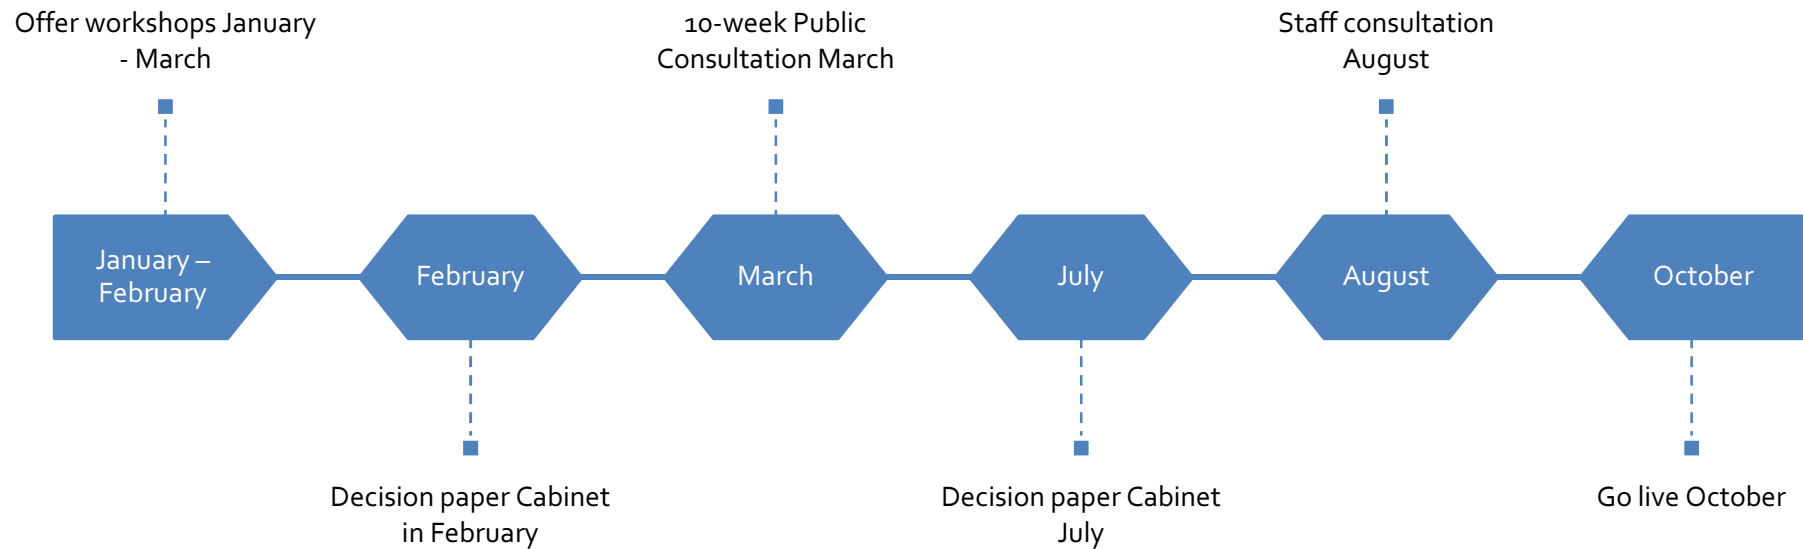 Offer workshops January
- March
10-week Public
Consultation March
Staff consultation
August
January –
February
February
March
July
August
October
Decision paper Cabinet
in February
Decision paper Cabinet
July
Go live October